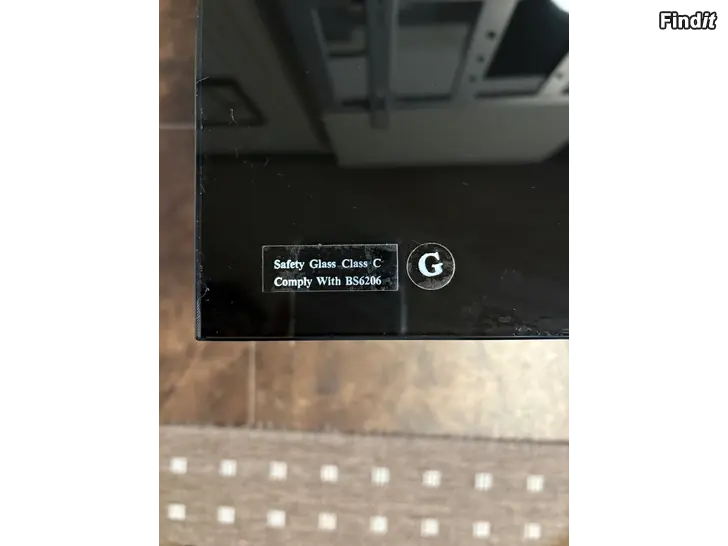 Findit
Safety Glass Class C
Comply With BS6206
G